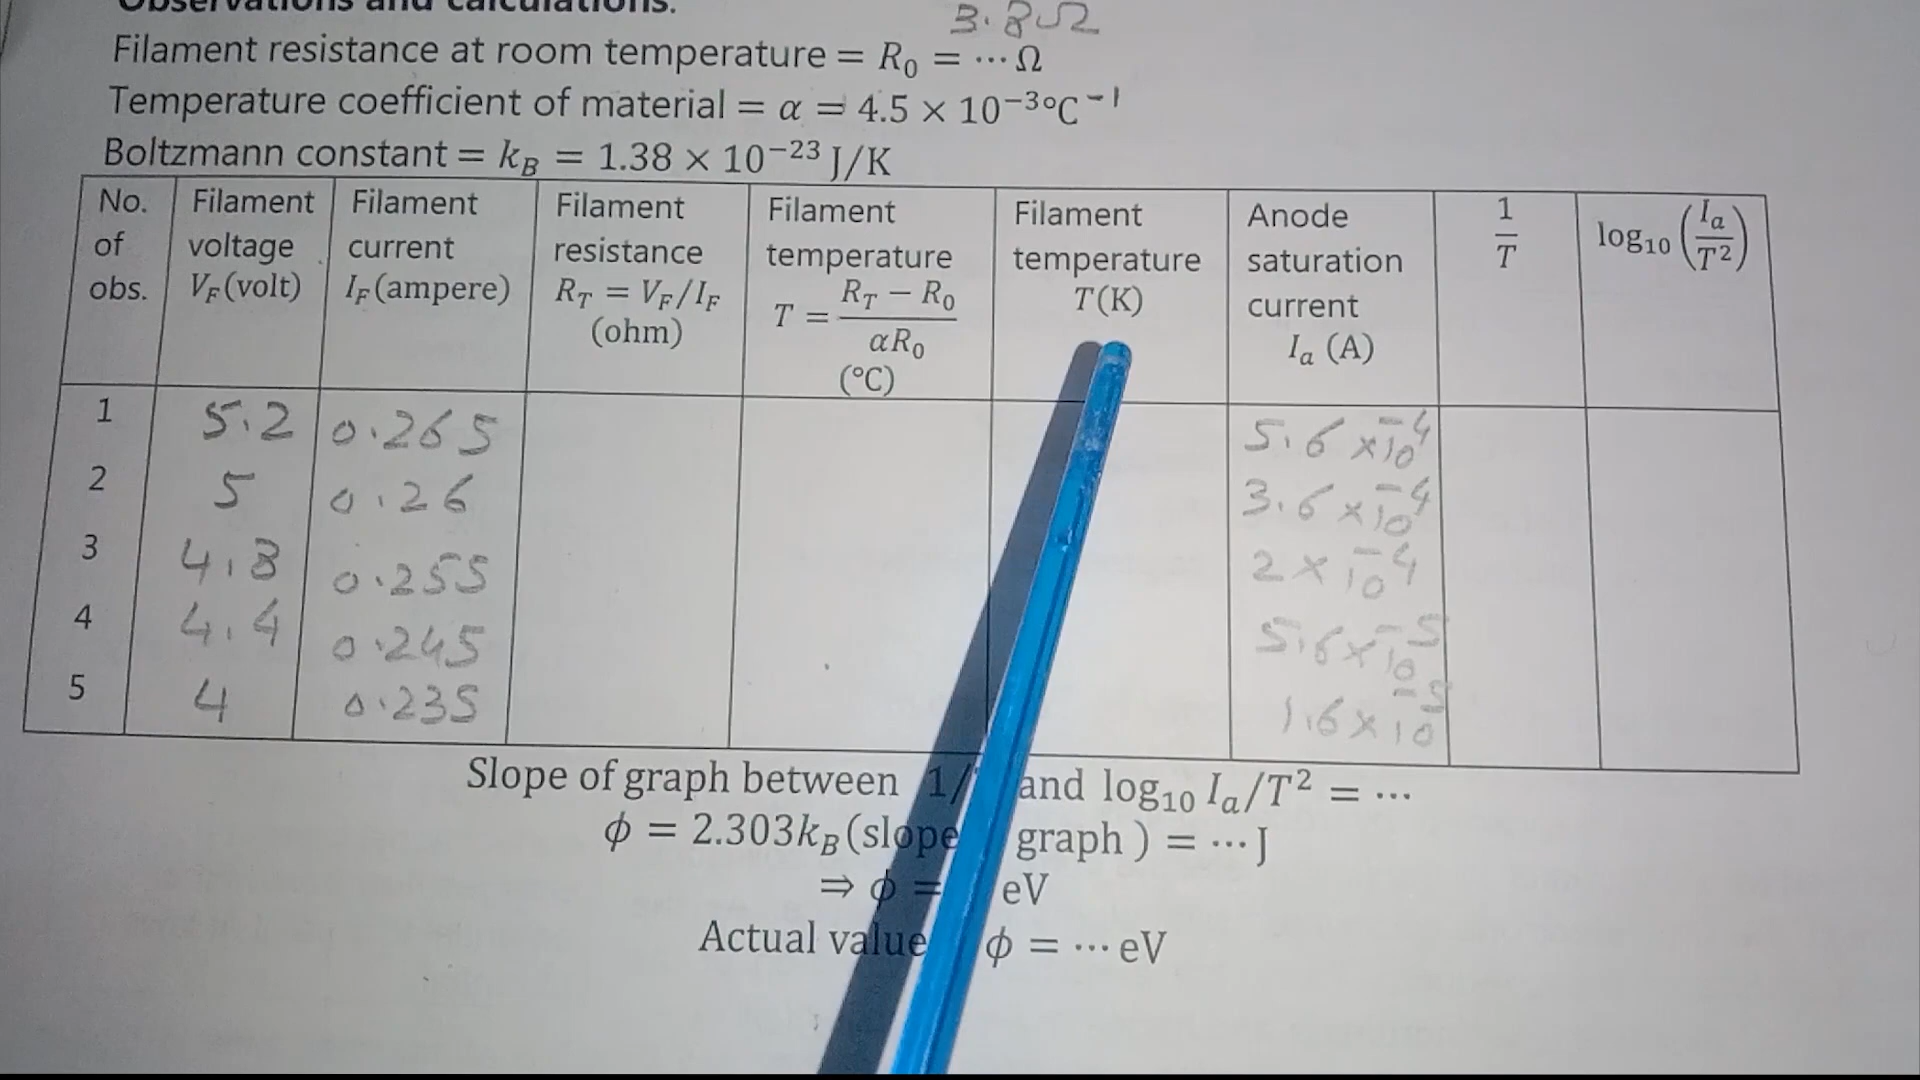 Observations and calculations:
3.8Ω
Filament resistance at room temperature = R₀ = ⋯ Ω
Temperature coefficient of material = α = 4.5 × 10⁻³°C⁻¹
Boltzmann constant = k_B = 1.38 × 10⁻²³ J/K
No. of obs. | Filament voltage V_F(volt) | Filament current I_F(ampere) | Filament resistance R_T = V_F/I_F (ohm) | Filament temperature T = (R_T − R₀)/(αR₀) (°C) | Filament temperature T(K) | Anode saturation current I_a (A) | 1/T | log₁₀ (I_a/T²)
1 | 5.2 | 0.265 | | | | 5.6 × 10⁻⁴ | |
2 | 5 | 0.26 | | | | 3.6 × 10⁻⁴ | |
3 | 4.8 | 0.255 | | | | 2 × 10⁻⁴ | |
4 | 4.4 | 0.245 | | | | 5.6 × 10⁻⁵ | |
5 | 4 | 0.235 | | | | 1.6 × 10⁻⁵ | |
Slope of graph between 1/ and log₁₀ I_a/T² = ⋯
ϕ = 2.303k_B(slope graph ) = ⋯ J
⇒ ϕ = eV
Actual value ϕ = ⋯ eV